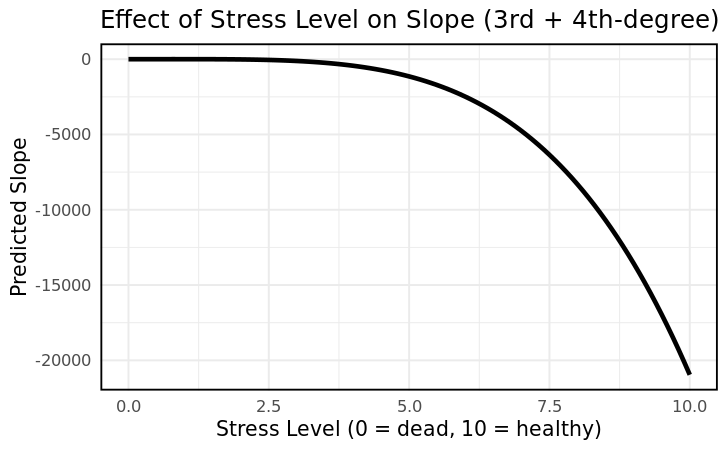 Effect of Stress Level on Slope (3rd + 4th-degree)
0
-5000
-10000
-15000
-20000
Predicted Slope
0.0 2.5 5.0 7.5 10.0
Stress Level (0 = dead, 10 = healthy)